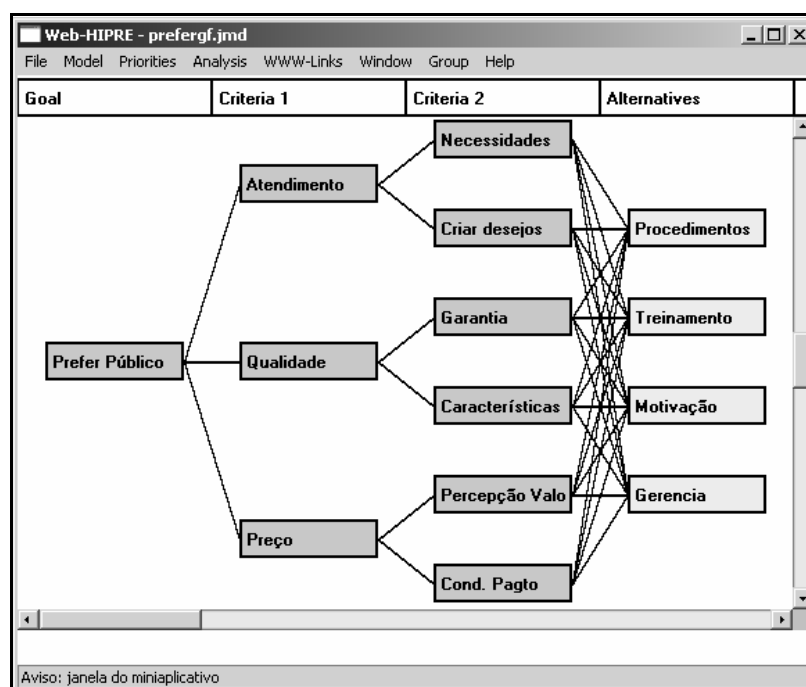 Web-HIPRE - prefergf.jmd
File Model Priorities Analysis WWW-Links Window Group Help
Goal Criteria 1 Criteria 2 Alternatives
Necessidades
Atendimento
Criar desejos
Procedimentos
Garantia
Treinamento
Prefer Público
Qualidade
Características
Motivação
Percepção Valo
Gerencia
Preço
Cond. Pagto
Aviso: janela do miniaplicativo